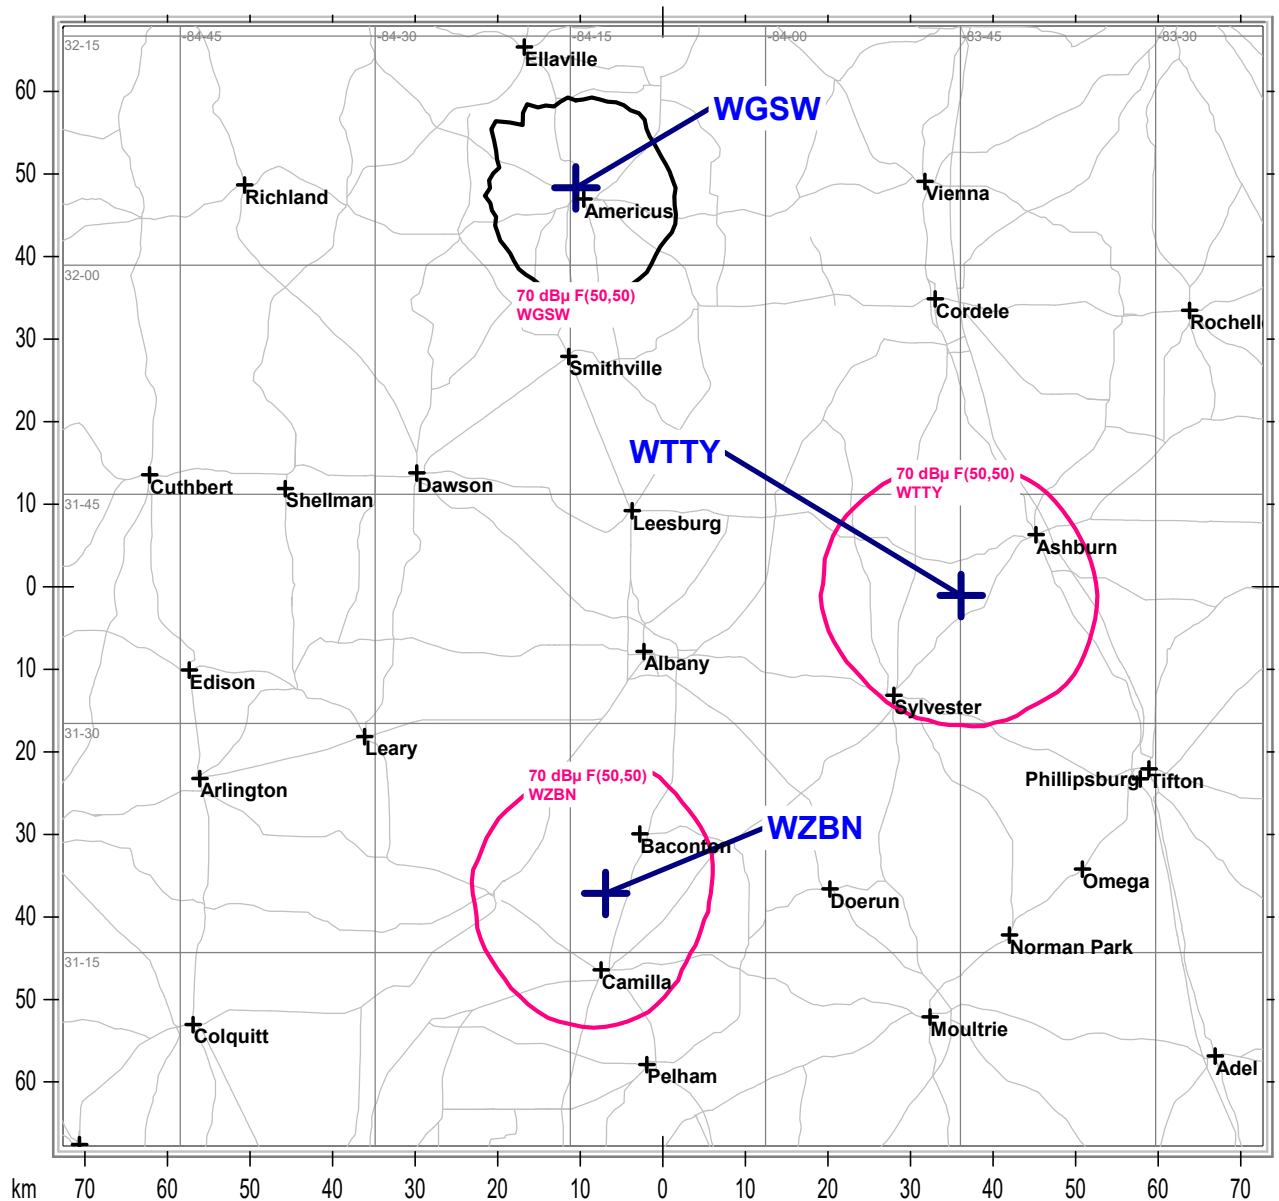 32-15
-84-45
-84-30
-84-15
-84-00
-83-45
-83-30
Ellaville
60
WGSW
50
Richland
Vienna
Americus
40
32-00
70 dBµ F(50,50)
WGSW
Cordele
Rochell
30
Smithville
20
WTTY
70 dBµ F(50,50)
WTTY
Cuthbert
Shellman
Dawson
10
31-45
Leesburg
Ashburn
0
Albany
10
Edison
Sylvester
31-30
Leary
20
70 dBµ F(50,50)
WZBN
Phillipsburg
Tifton
Arlington
30
WZBN
Baconton
Omega
Doerun
40
Norman Park
31-15
Camilla
50
Moultrie
Colquitt
60
Pelham
Adel
km
70
60
50
40
30
20
10
0
10
20
30
40
50
60
70